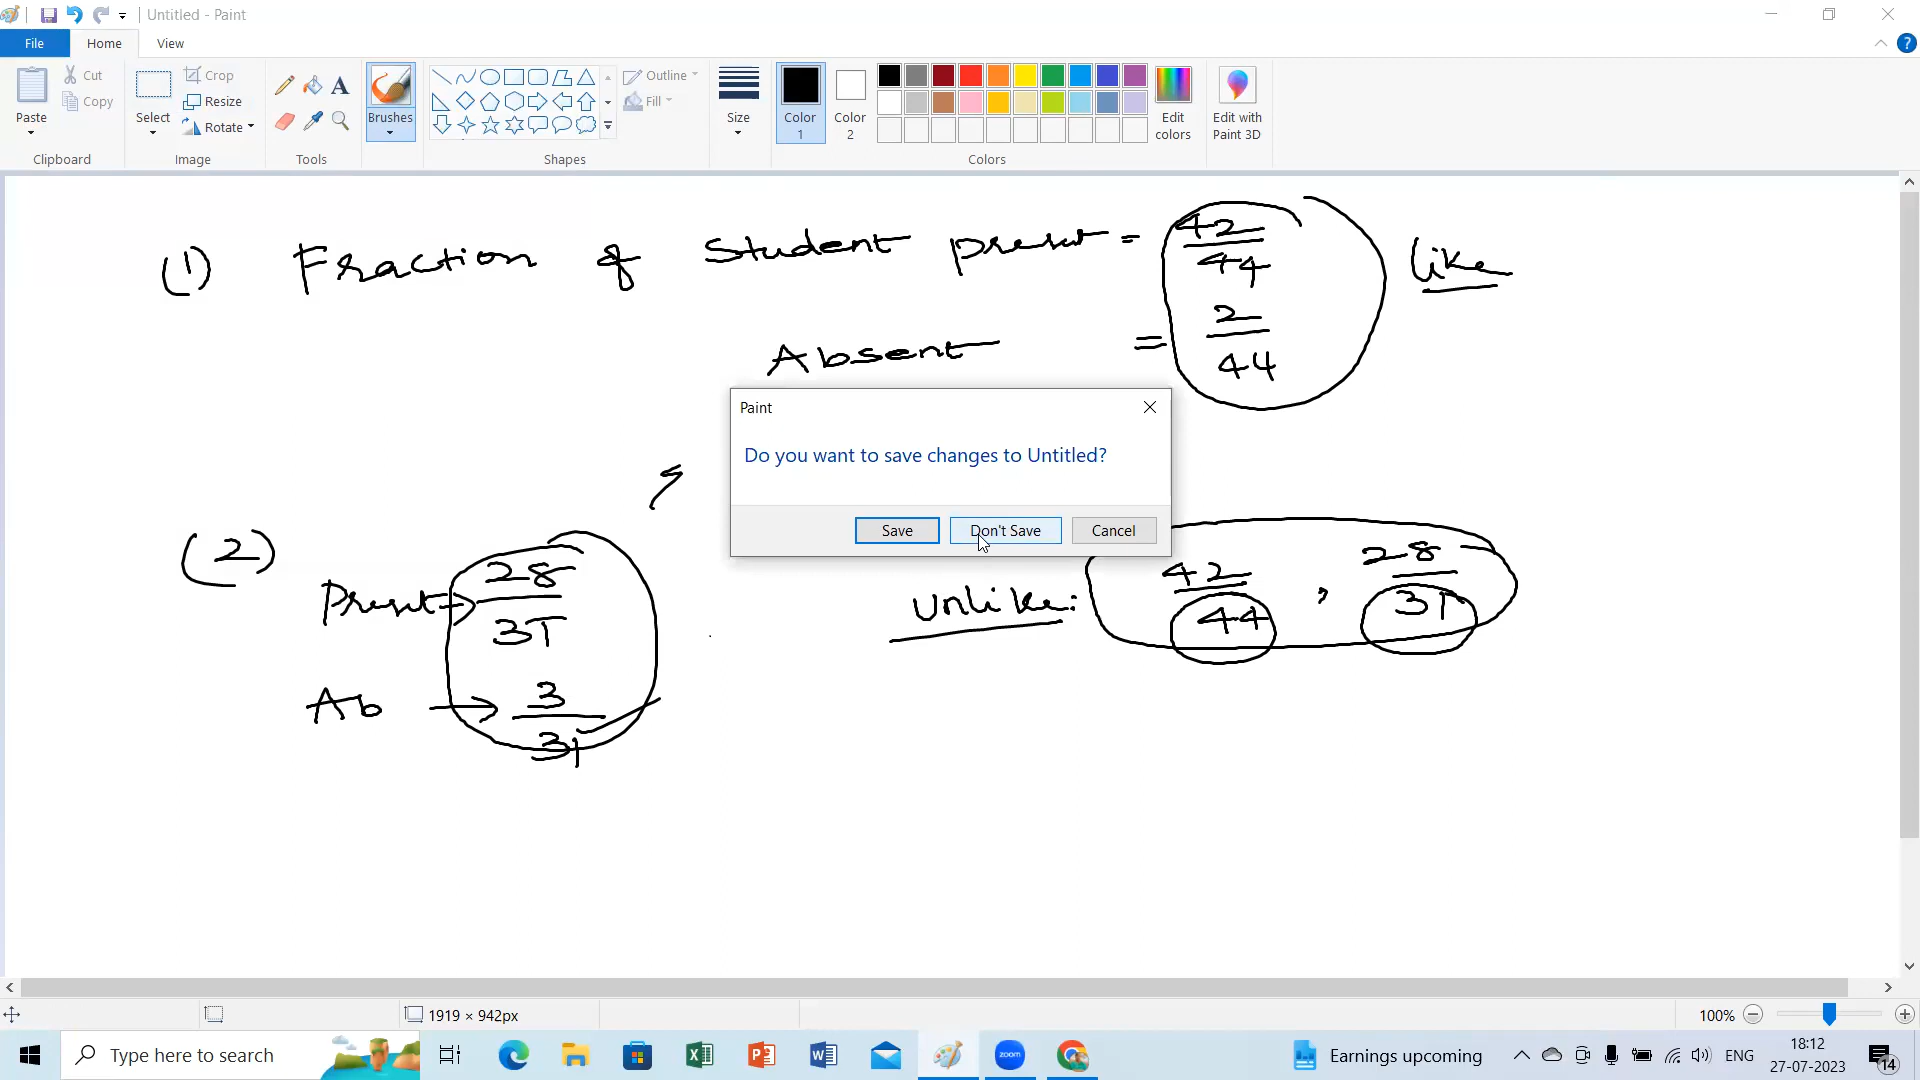 Untitled - Paint
File Home View
Cut
Copy
Paste
Clipboard
Crop
Resize
Rotate
Select
Image
Tools
Brushes
Outline
Fill
Shapes
Size
Color 1
Color 2
Edit colors
Colors
Edit with Paint 3D
(1) Fraction of Student present = 42/44 like
Absent = 2/44
Paint
Do you want to save changes to Untitled?
Save Don't Save Cancel
(2)
Present → 28/31
Ab → 3/31
Unlike: 42/44 , 28/31
1919 × 942px
100%
Type here to search
zoom
Earnings upcoming
ENG
18:12
27-07-2023
14